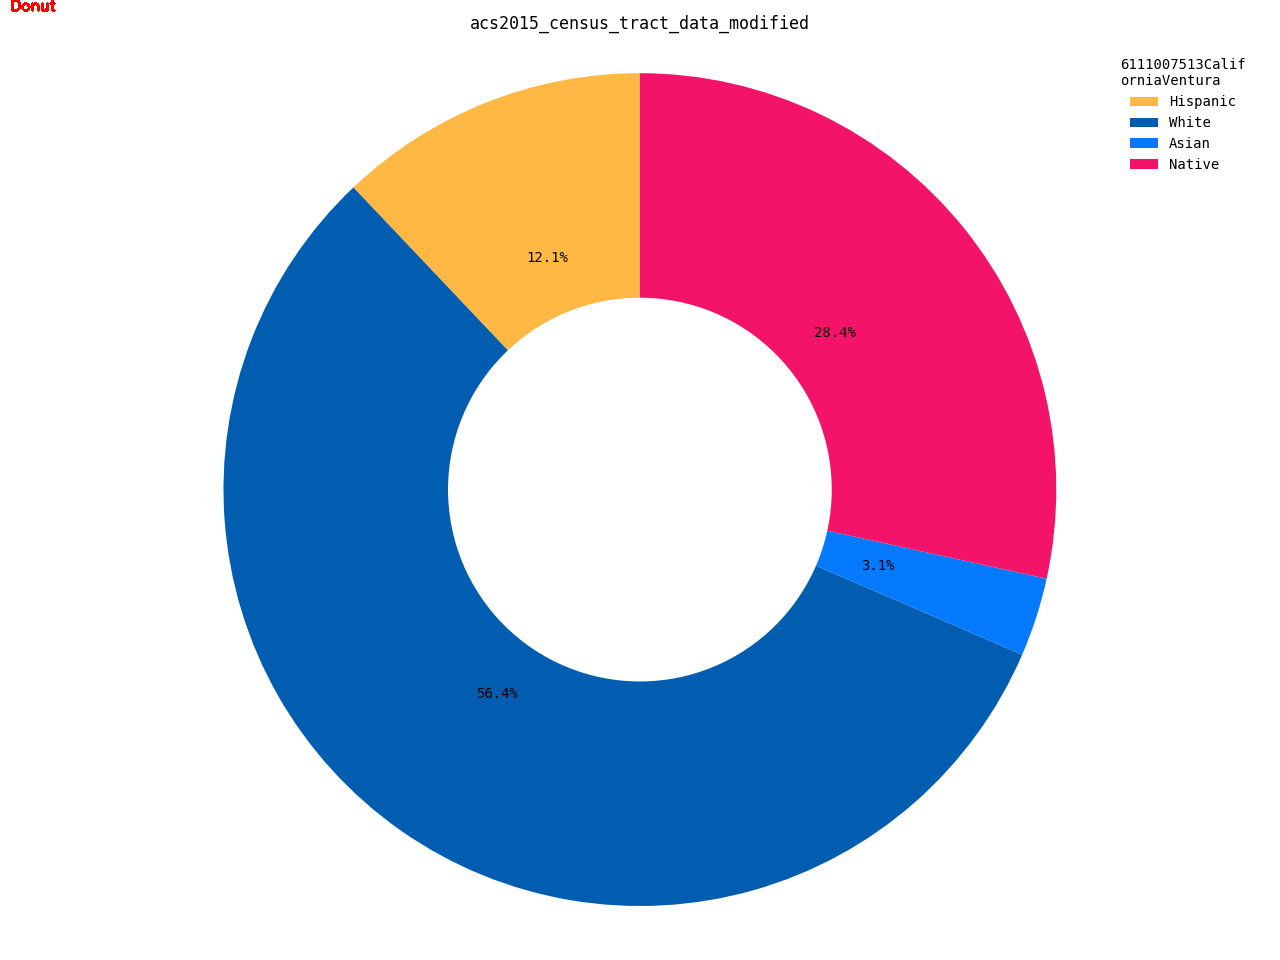 Donut
acs2015_census_tract_data_modified
6111007513Calif
orniaVentura
Hispanic
White
Asian
Native
12.1%
28.4%
3.1%
56.4%